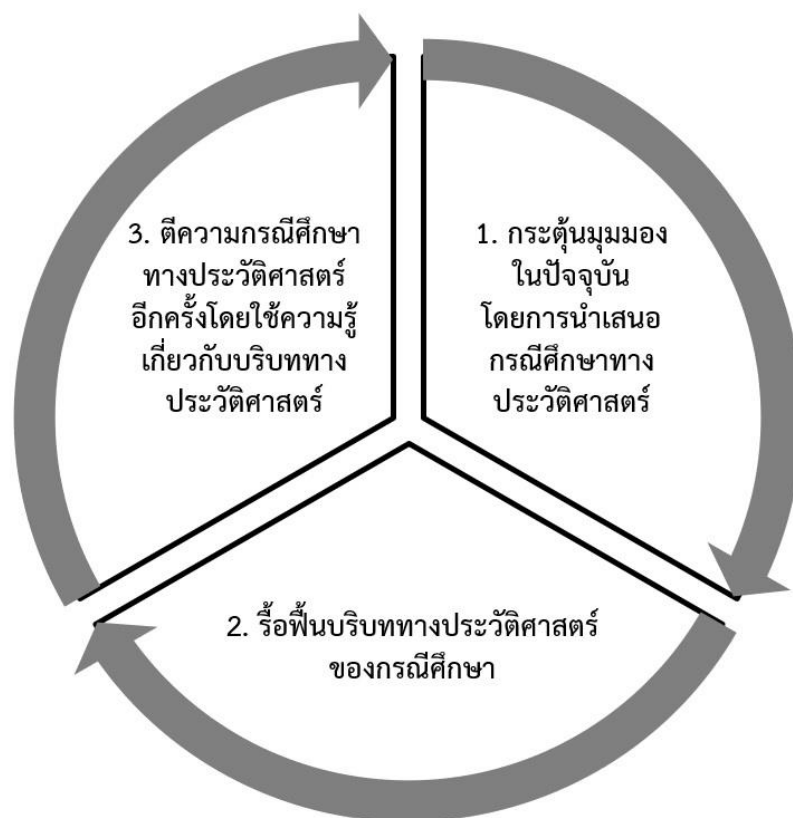 1. กระตุ้นมุมมอง
ในปัจจุบัน
โดยการนำเสนอ
กรณีศึกษาทาง
ประวัติศาสตร์
2. รื้อฟื้นบริบททางประวัติศาสตร์
ของกรณีศึกษา
3. ตีความกรณีศึกษา
ทางประวัติศาสตร์
อีกครั้งโดยใช้ความรู้
เกี่ยวกับบริบททาง
ประวัติศาสตร์